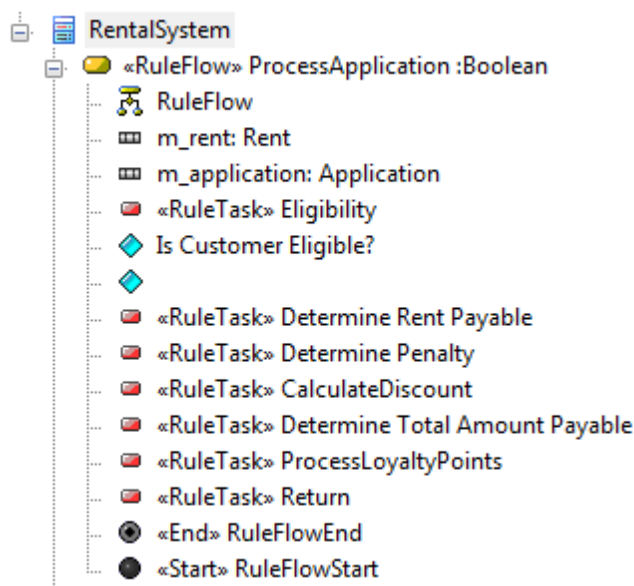 RentalSystem
«RuleFlow» ProcessApplication :Boolean
RuleFlow
m_rent: Rent
m_application: Application
«RuleTask» Eligibility
Is Customer Eligible?
«RuleTask» Determine Rent Payable
«RuleTask» Determine Penalty
«RuleTask» CalculateDiscount
«RuleTask» Determine Total Amount Payable
«RuleTask» ProcessLoyaltyPoints
«RuleTask» Return
«End» RuleFlowEnd
«Start» RuleFlowStart